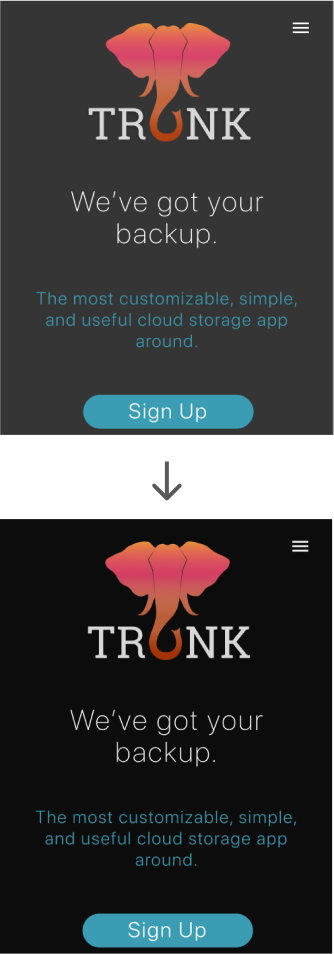 TRUNK
We've got your
backup.
The most customizable, simple,
and useful cloud storage app
around.
Sign Up
TRUNK
We've got your
backup.
The most customizable, simple,
and useful cloud storage app
around.
Sign Up